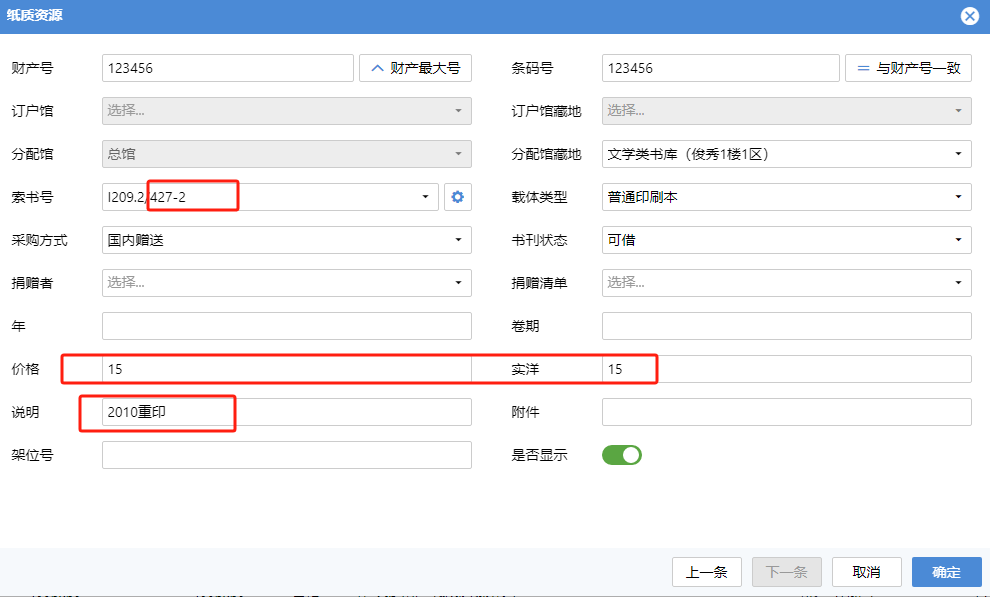 纸质资源
财产号 123456 财产最大号 条码号 123456 与财产号一致
订户馆 选择... 订户馆藏地 选择...
分配馆 总馆 分配馆藏地 文学类书库（俊秀1楼1区）
索书号 I209.2/427-2 载体类型 普通印刷本
采购方式 国内赠送 书刊状态 可借
捐赠者 选择... 捐赠清单 选择...
年 卷期
价格 15 实洋 15
说明 2010重印 附件
架位号 是否显示
上一条 下一条 取消 确定